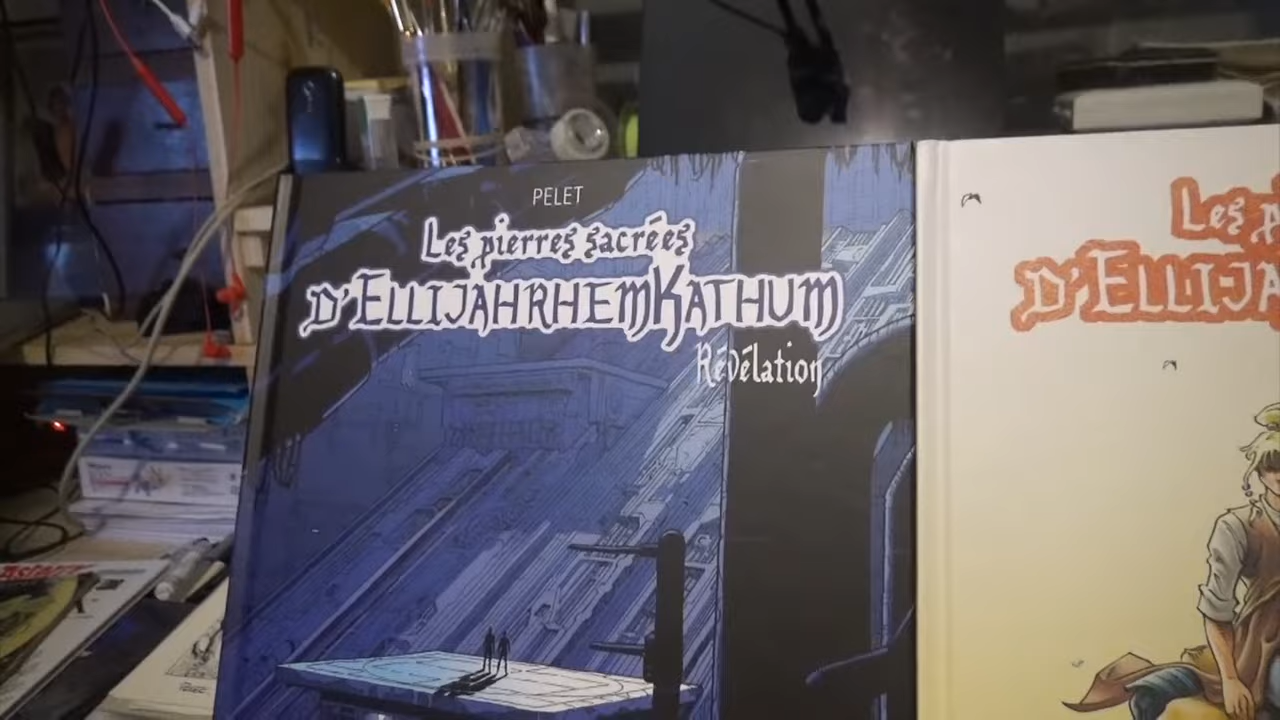 PELET
Les pierres sacrées
D'ELLIJAHRHEMKATHUM
Révélation
Les p
D'ELLIJA